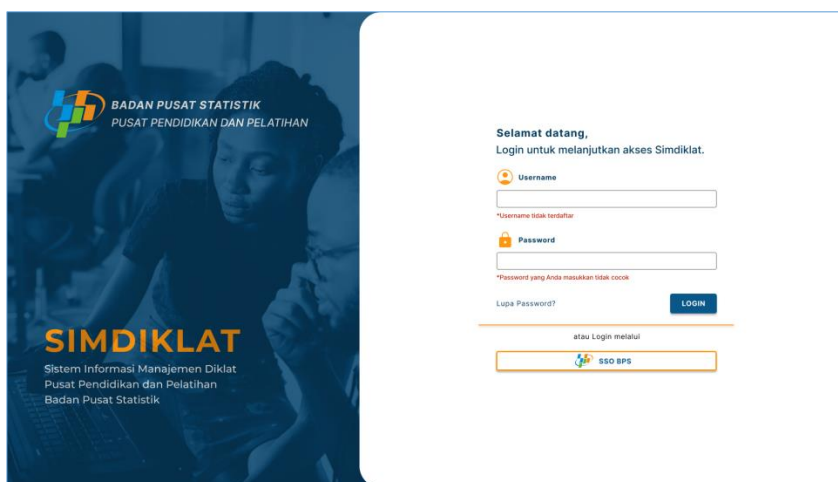 BADAN PUSAT STATISTIK
PUSAT PENDIDIKAN DAN PELATIHAN
SIMDIKLAT
Sistem Informasi Manajemen Diklat
Pusat Pendidikan dan Pelatihan
Badan Pusat Statistik
Selamat datang,
Login untuk melanjutkan akses Simdiklat.
Username
*Username tidak terdaftar
Password
*Password yang Anda masukkan tidak cocok
Lupa Password?
LOGIN
atau Login melalui
SSO BPS